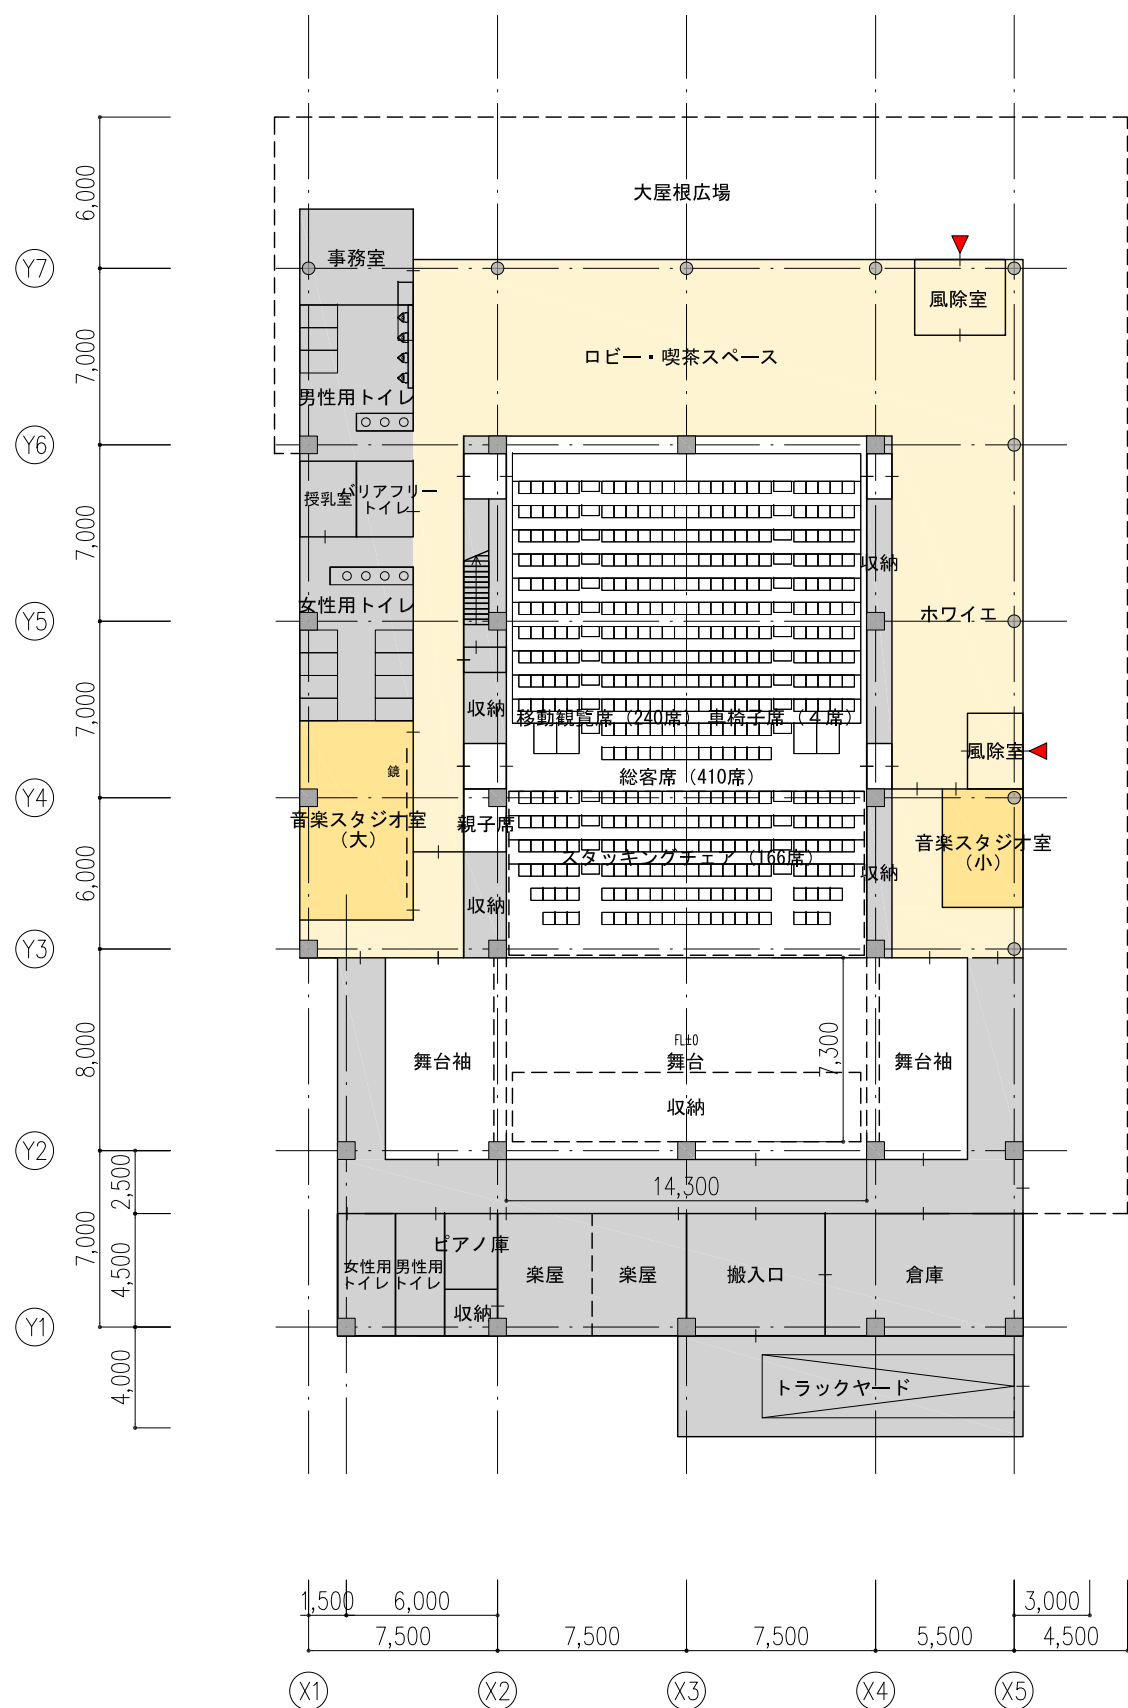 大屋根広場
6,000
事務室
Y7
風除室
ロビー・喫茶スペース
7,000
男性用トイレ
Y6
授乳室
バリアフリー
トイレ
7,000
収納
女性用トイレ
ホワイエ
Y5
7,000
収納
移動観覧席（240席）
車椅子席（４席）
風除室
鏡
総客席（410席）
Y4
音楽スタジオ室
（大）
親子席
音楽スタジオ室
（小）
スタッキングチェア（166席）
収納
6,000
収納
Y3
8,000
舞台袖
FL±0
舞台
7,300
舞台袖
収納
Y2
2,500
14,300
7,000
4,500
ピアノ庫
女性用
トイレ
男性用
トイレ
楽屋
楽屋
搬入口
倉庫
収納
Y1
4,000
トラックヤード
1,500
6,000
3,000
7,500
7,500
7,500
5,500
4,500
X1
X2
X3
X4
X5